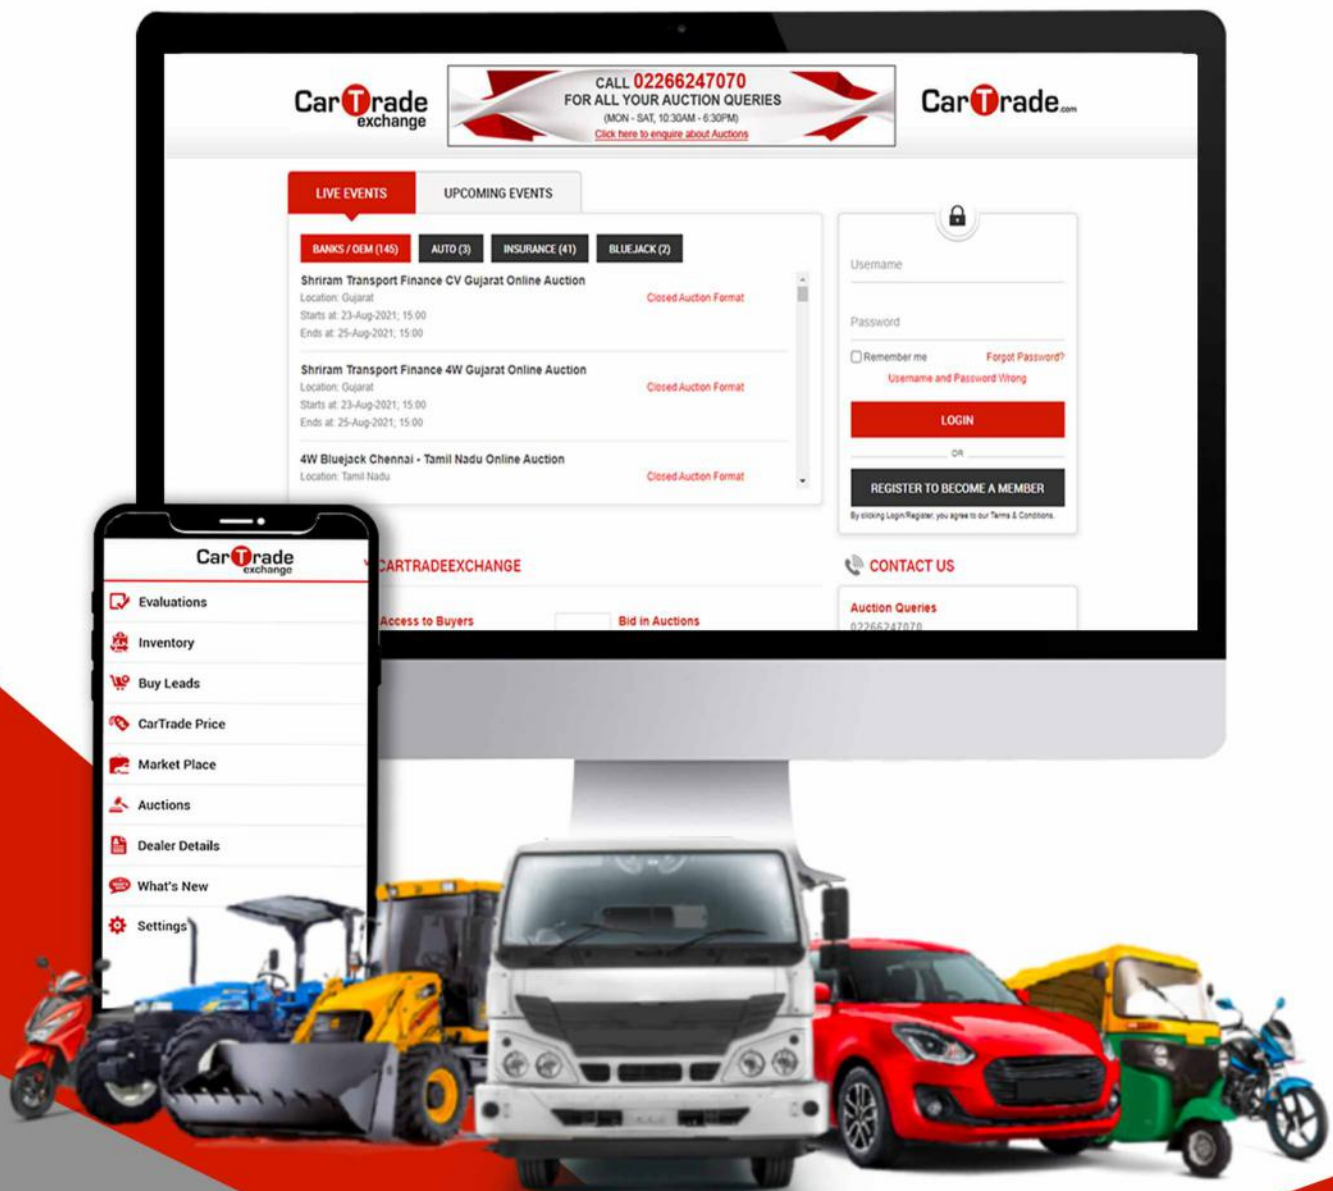 CarTrade
exchange
CALL 02266247070
FOR ALL YOUR AUCTION QUERIES
(MON - SAT, 10:30AM - 6:30PM)
Click here to enquire about Auctions
CarTrade.com
LIVE EVENTS
UPCOMING EVENTS
BANKS / OEM (145)
AUTO (3)
INSURANCE (41)
BLUEJACK (2)
Shriram Transport Finance CV Gujarat Online Auction
Location: Gujarat
Closed Auction Format
Starts at: 23-Aug-2021; 15:00
Ends at: 25-Aug-2021; 15:00
Shriram Transport Finance 4W Gujarat Online Auction
Location: Gujarat
Closed Auction Format
Starts at: 23-Aug-2021; 15:00
Ends at: 25-Aug-2021; 15:00
4W Bluejack Chennai - Tamil Nadu Online Auction
Location: Tamil Nadu
Closed Auction Format
Username
Password
Remember me
Forgot Password?
Username and Password Wrong
LOGIN
OR
REGISTER TO BECOME A MEMBER
By clicking Login/Register, you agree to our Terms & Conditions.
CARTRADEEXCHANGE
Access to Buyers
Bid in Auctions
CONTACT US
Auction Queries
02266247070
CarTrade
exchange
Evaluations
Inventory
Buy Leads
CarTrade Price
Market Place
Auctions
Dealer Details
What's New
Settings